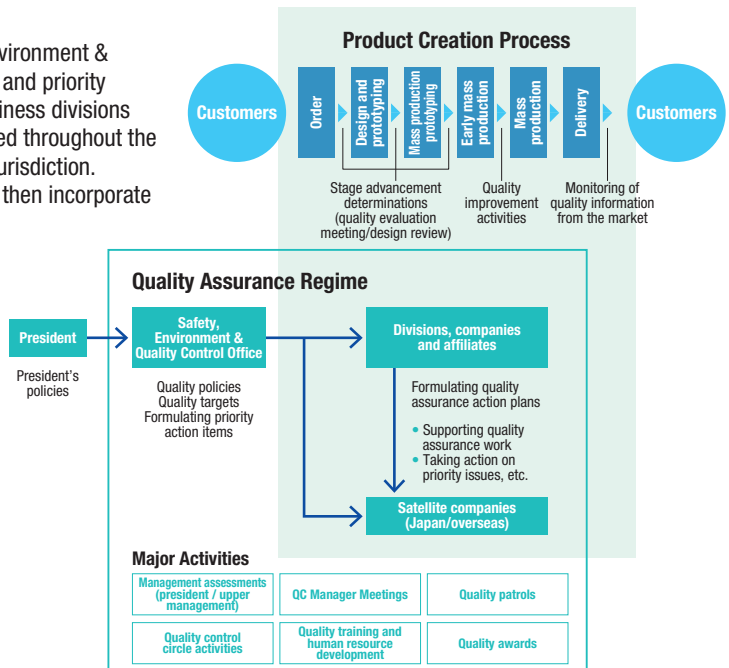 vironment &
and priority
iness divisions
ed throughout the
urisdiction.
then incorporate
Product Creation Process
Customers
Order
Design and
prototyping
Mass production
prototyping
Early mass
production
Mass
production
Delivery
Customers
Stage advancement
determinations
(quality evaluation
meeting/design review)
Quality
improvement
activities
Monitoring of
quality information
from the market
Quality Assurance Regime
President
President's
policies
Safety,
Environment &
Quality Control Office
Quality policies
Quality targets
Formulating priority
action items
Divisions, companies
and affiliates
Formulating quality
assurance action plans
• Supporting quality
assurance work
• Taking action on
priority issues, etc.
Satellite companies
(Japan/overseas)
Major Activities
Management assessments
(president / upper
management)
QC Manager Meetings
Quality patrols
Quality control
circle activities
Quality training and
human resource
development
Quality awards